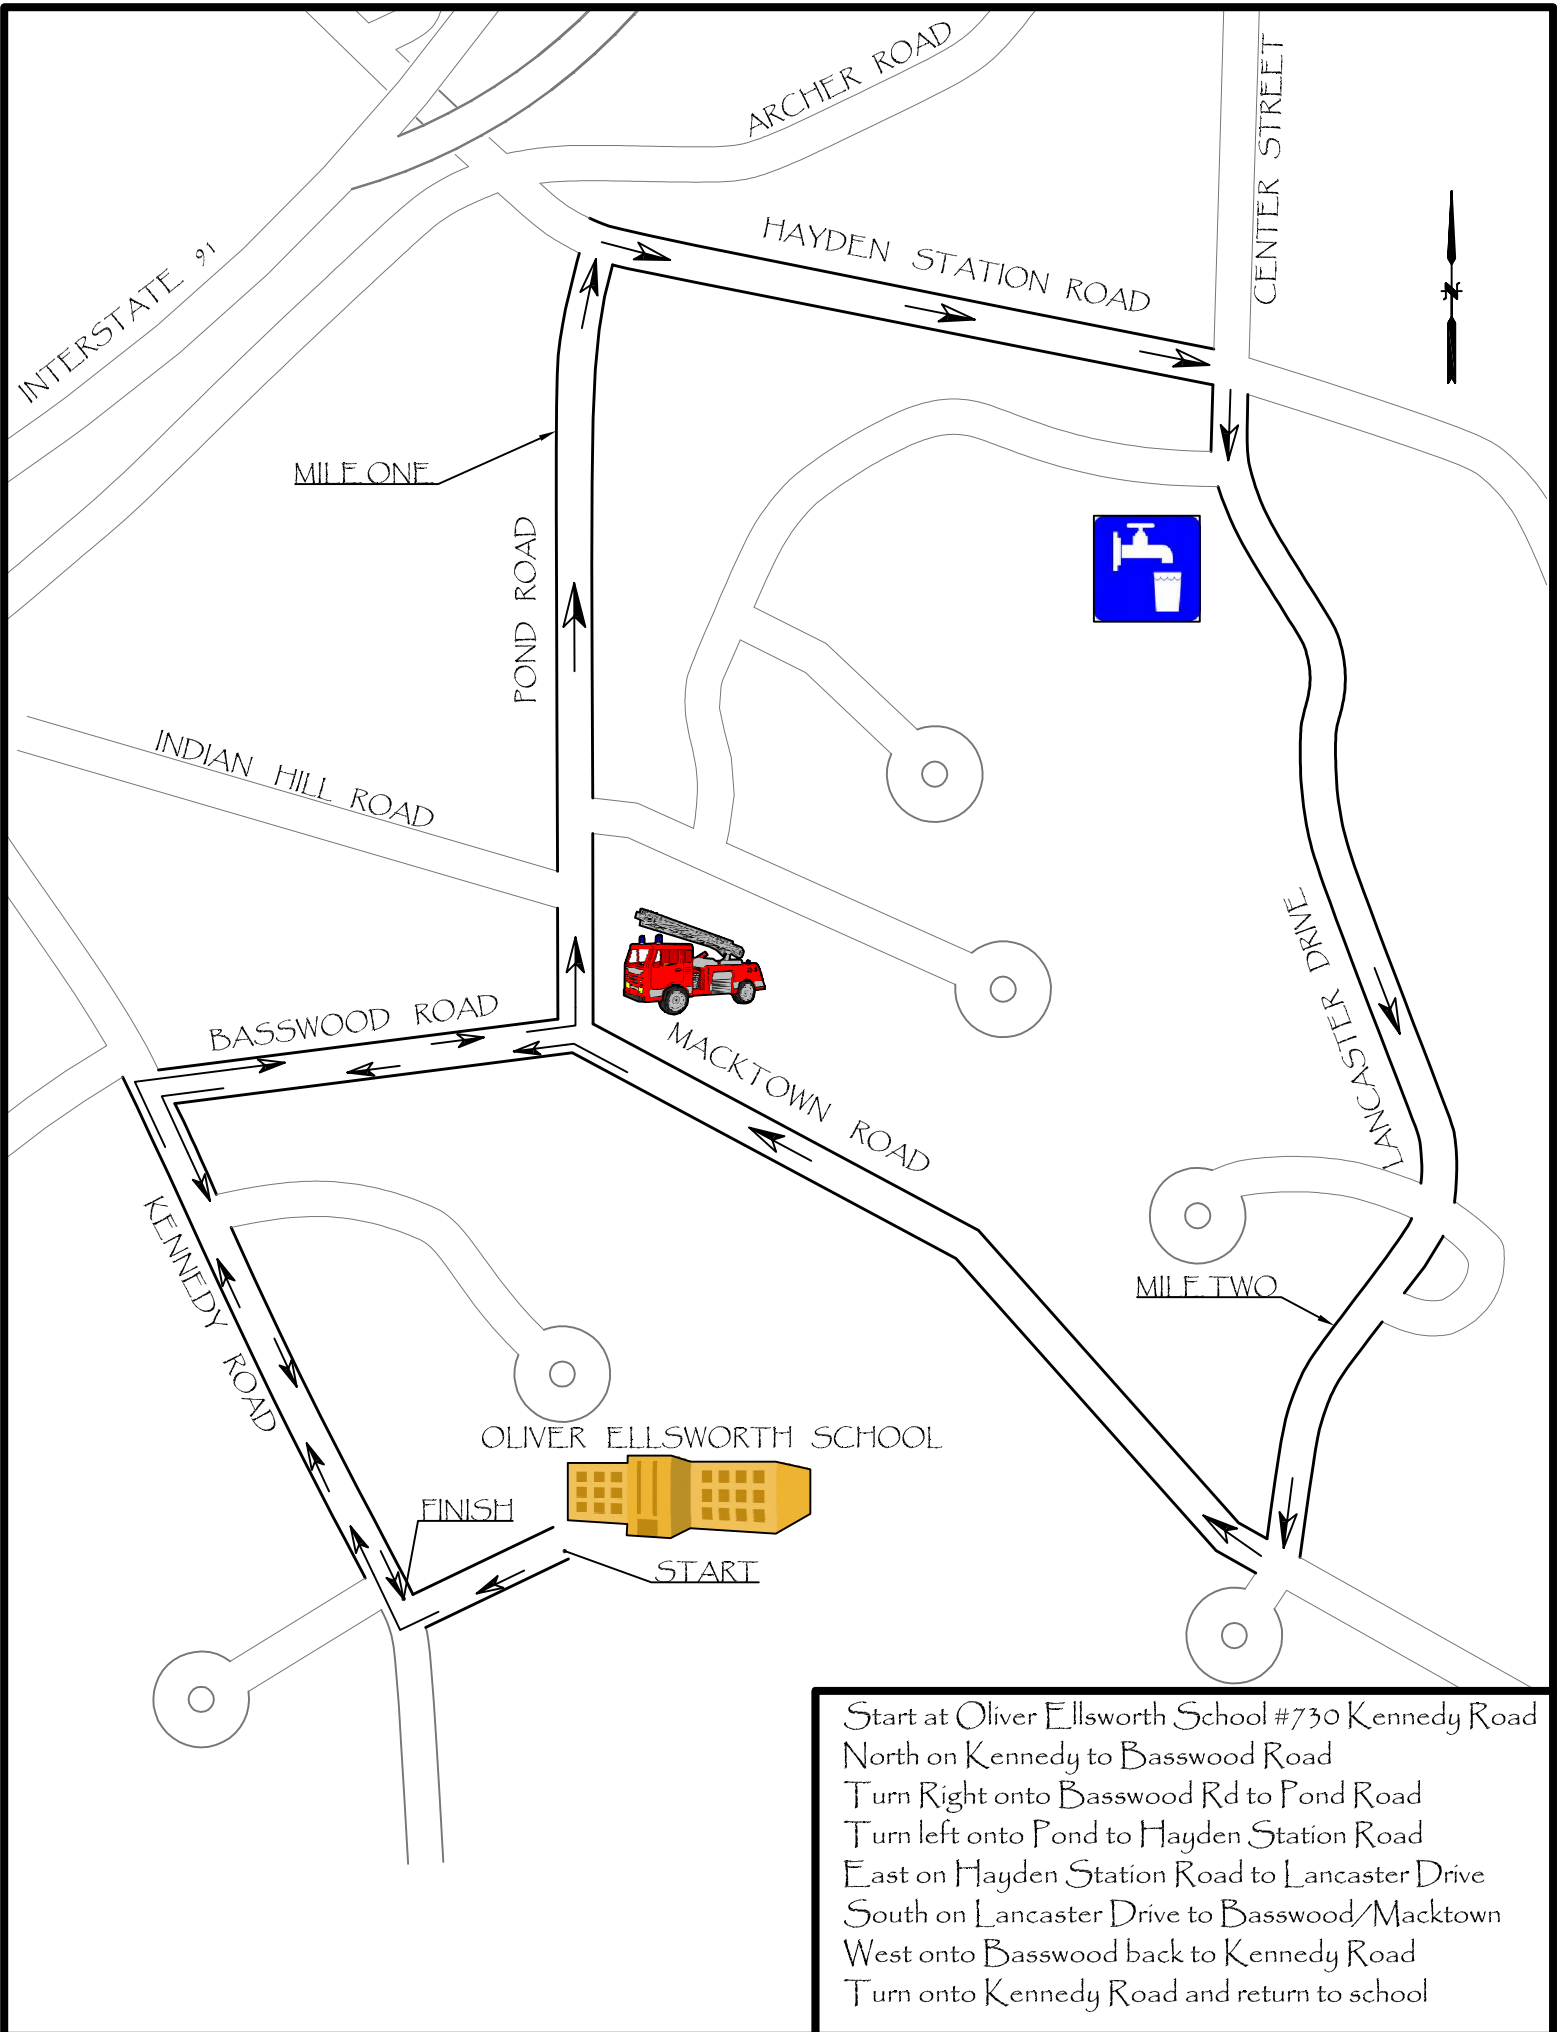 ARCHER ROAD
CENTER STREET
INTERSTATE 91
HAYDEN STATION ROAD
MILE ONE
POND ROAD
INDIAN HILL ROAD
LANCASTER DRIVE
BASSWOOD ROAD
MACKTOWN ROAD
KENNEDY ROAD
MILE TWO
OLIVER ELLSWORTH SCHOOL
FINISH
START
N
Start at Oliver Ellsworth School #730 Kennedy Road
North on Kennedy to Basswood Road
Turn Right onto Basswood Rd to Pond Road
Turn left onto Pond to Hayden Station Road
East on Hayden Station Road to Lancaster Drive
South on Lancaster Drive to Basswood/Macktown
West onto Basswood back to Kennedy Road
Turn onto Kennedy Road and return to school